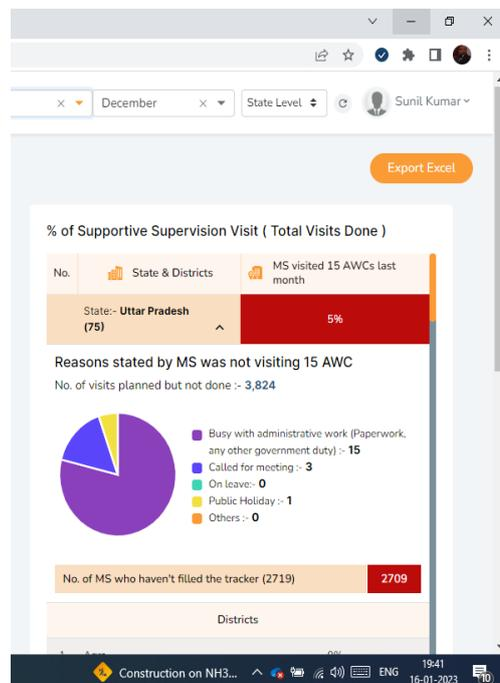 December
State Level
Sunil Kumar
Export Excel
% of Supportive Supervision Visit ( Total Visits Done )
No.
State & Districts
MS visited 15 AWCs last
month
State:- Uttar Pradesh
(75)
5%
Reasons stated by MS was not visiting 15 AWC
No. of visits planned but not done :- 3,824
Busy with administrative work (Paperwork,
any other government duty) :- 15
Called for meeting :- 3
On leave:- 0
Public Holiday :- 1
Others :- 0
No. of MS who haven't filled the tracker (2719)
2709
Districts
Construction on NH3...
ENG
19:41
16-01-2023
10